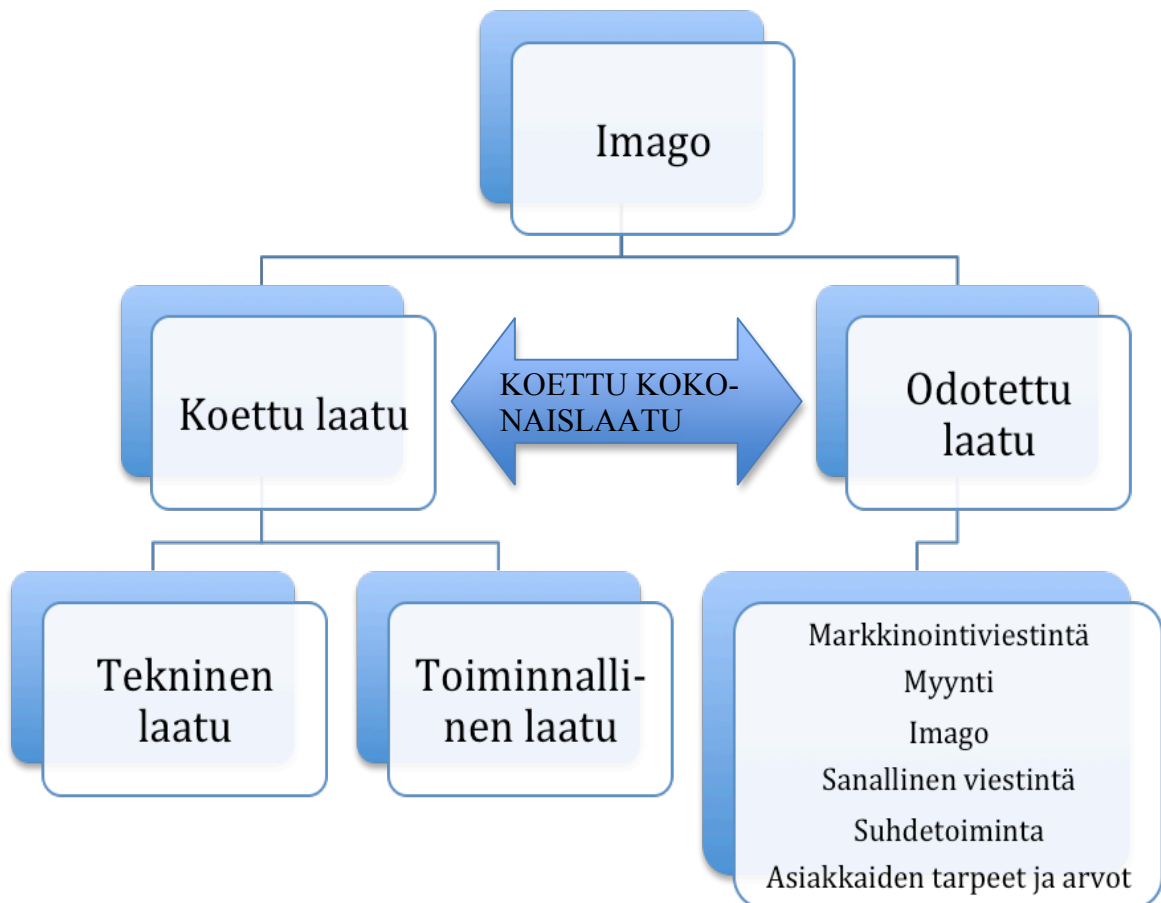 Imago
Koettu laatu
KOETTU KOKO-
NAISLAATU
Odotettu
laatu
Tekninen
laatu
Toiminnalli-
nen laatu
Markkinointiviestintä
Myynti
Imago
Sanallinen viestintä
Suhdetoiminta
Asiakkaiden tarpeet ja arvot